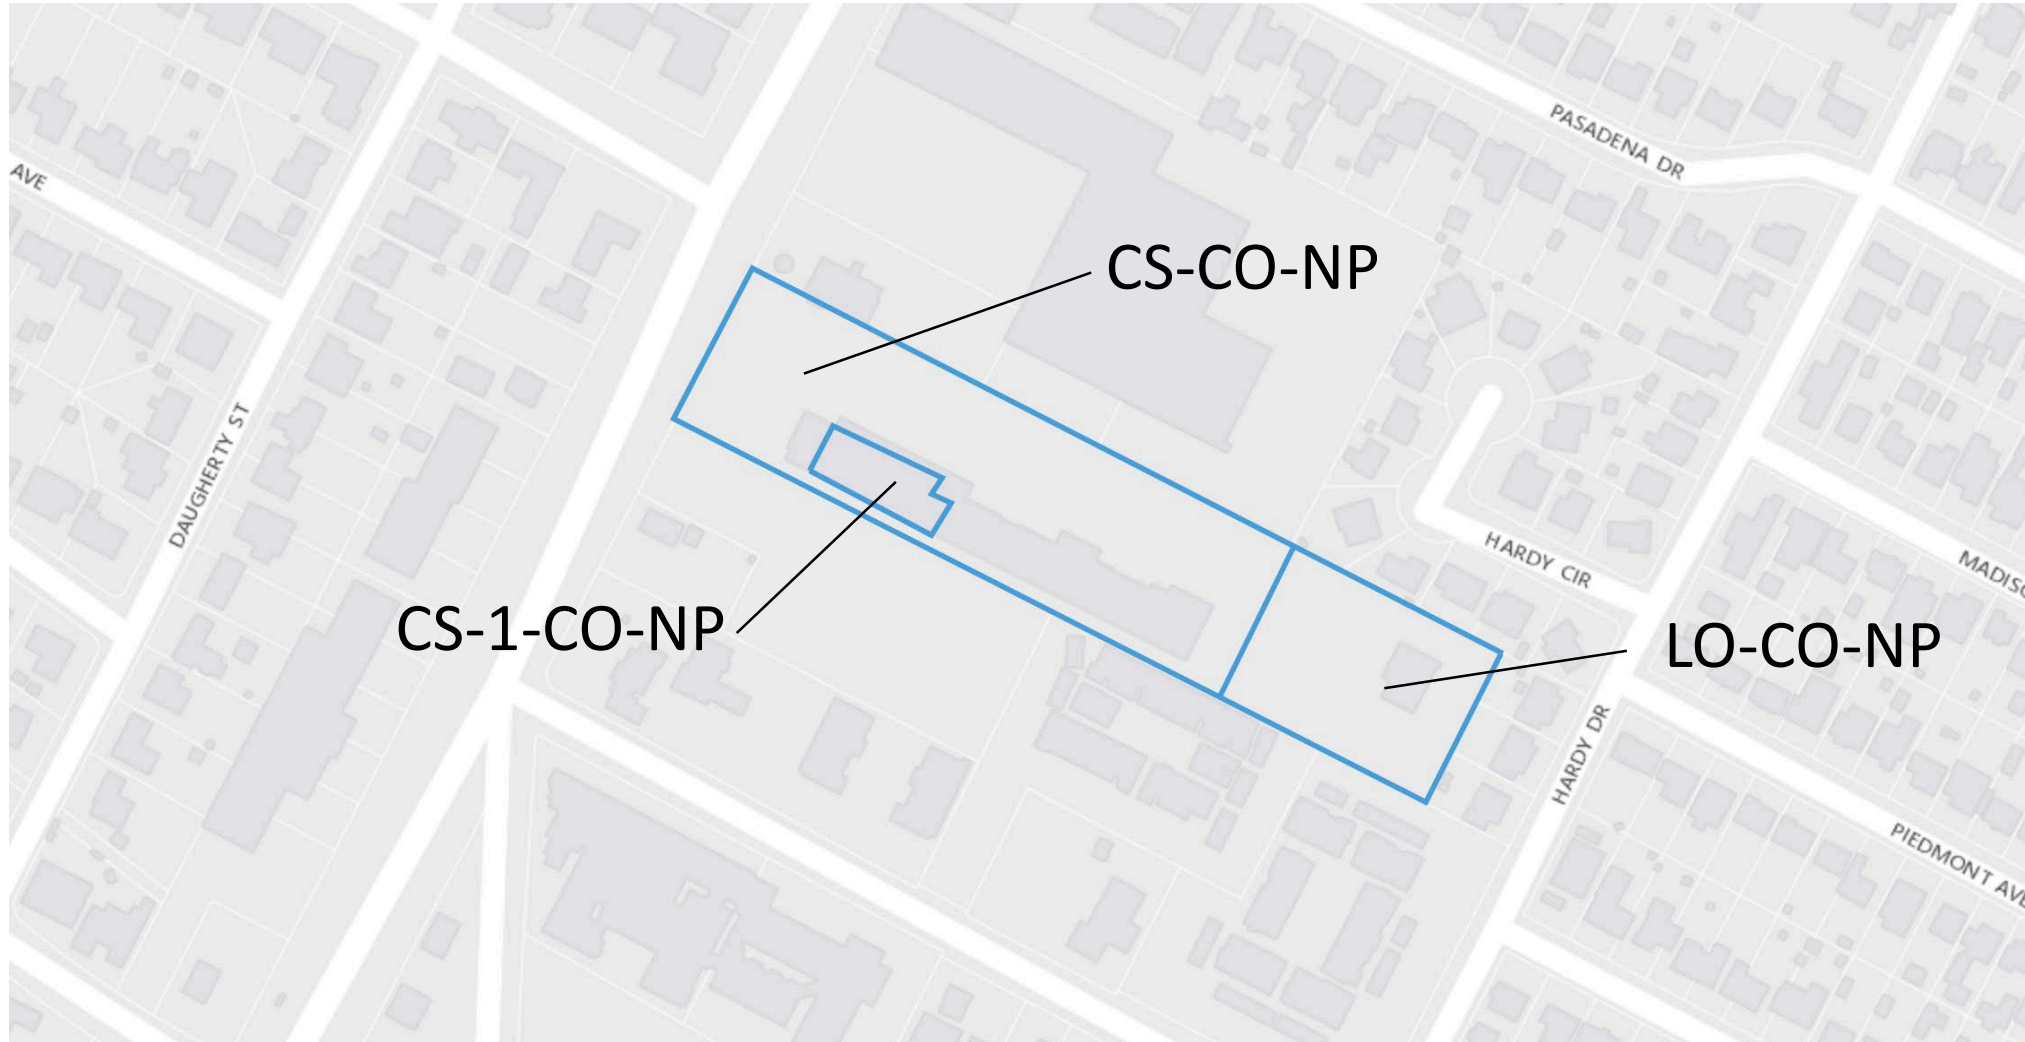 PASADENA DR
AVE
CS-CO-NP
DAUGHERTY ST
HARDY CIR
MADISO
CS-1-CO-NP
LO-CO-NP
HARDY DR
PIEDMONT AVE